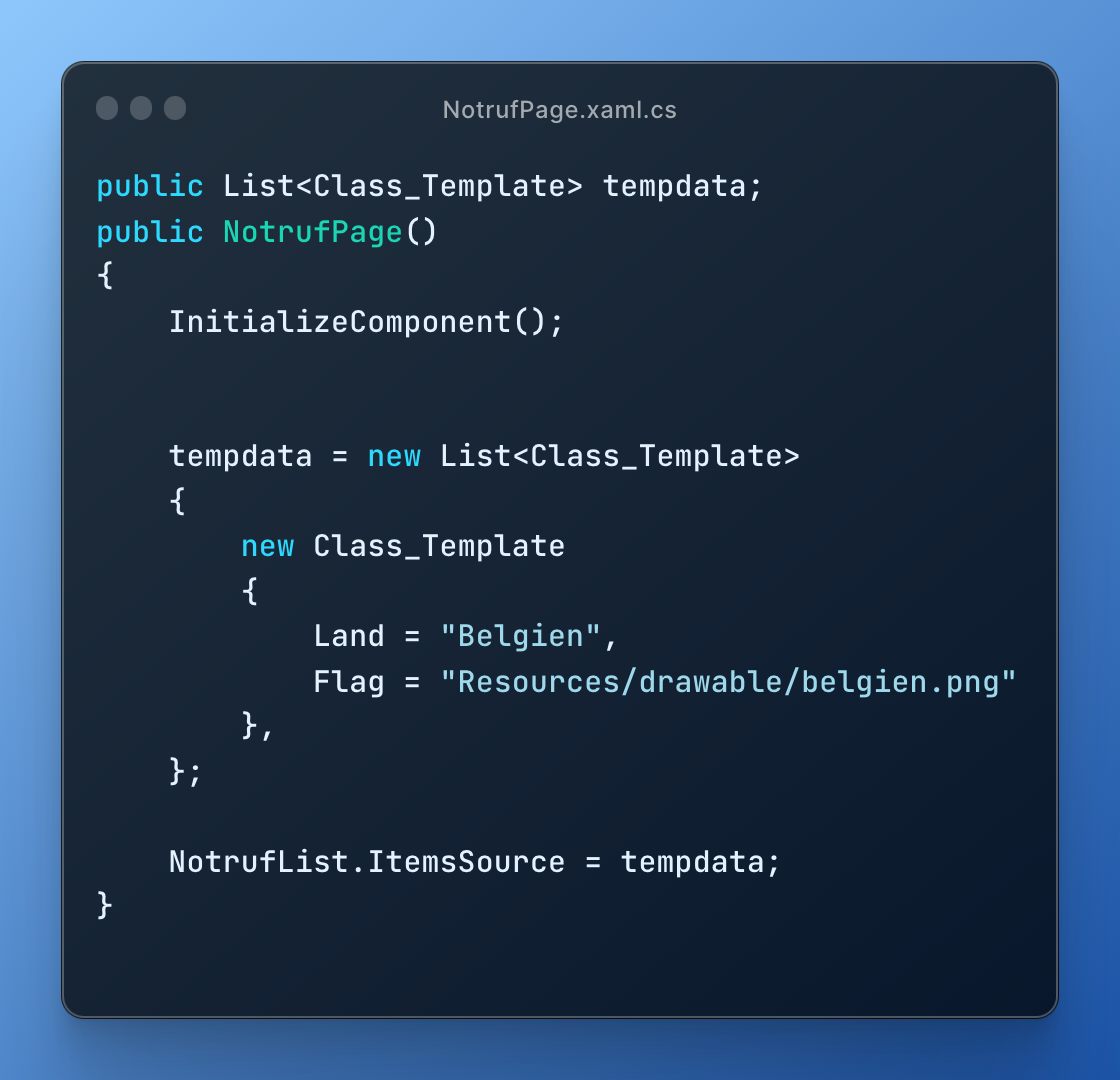 NotrufPage.xaml.cs
public List<Class_Template> tempdata;
public NotrufPage()
{
    InitializeComponent();
    tempdata = new List<Class_Template>
    {
        new Class_Template
        {
            Land = "Belgien",
            Flag = "Resources/drawable/belgien.png"
        },
    };
    NotrufList.ItemsSource = tempdata;
}